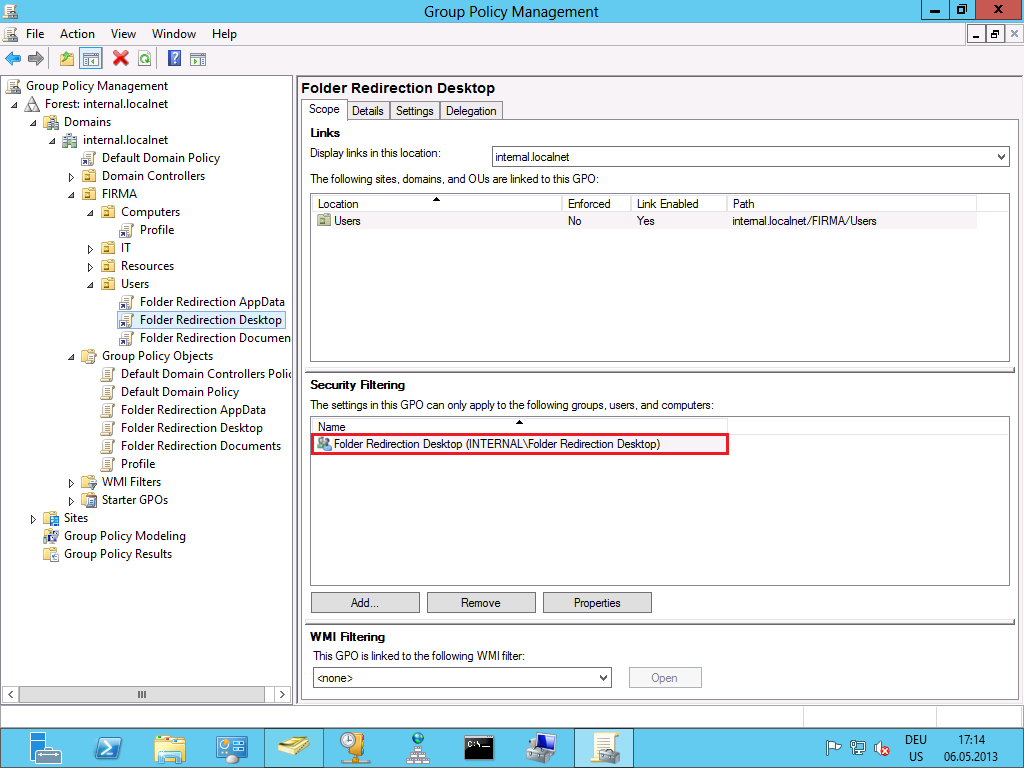 Group Policy Management
File Action View Window Help
Group Policy Management
Forest: internal.localnet
Domains
internal.localnet
Default Domain Policy
Domain Controllers
FIRMA
Computers
Profile
IT
Resources
Users
Folder Redirection AppData
Folder Redirection Desktop
Folder Redirection Documen
Group Policy Objects
Default Domain Controllers Polic
Default Domain Policy
Folder Redirection AppData
Folder Redirection Desktop
Folder Redirection Documents
Profile
WMI Filters
Starter GPOs
Sites
Group Policy Modeling
Group Policy Results
Folder Redirection Desktop
Scope Details Settings Delegation
Links
Display links in this location: internal.localnet
The following sites, domains, and OUs are linked to this GPO:
Location Enforced Link Enabled Path
Users No Yes internal.localnet/FIRMA/Users
Security Filtering
The settings in this GPO can only apply to the following groups, users, and computers:
Name
Folder Redirection Desktop (INTERNAL\Folder Redirection Desktop)
Add... Remove Properties
WMI Filtering
This GPO is linked to the following WMI filter:
<none> Open
C:\_
DEU 17:14
US 06.05.2013